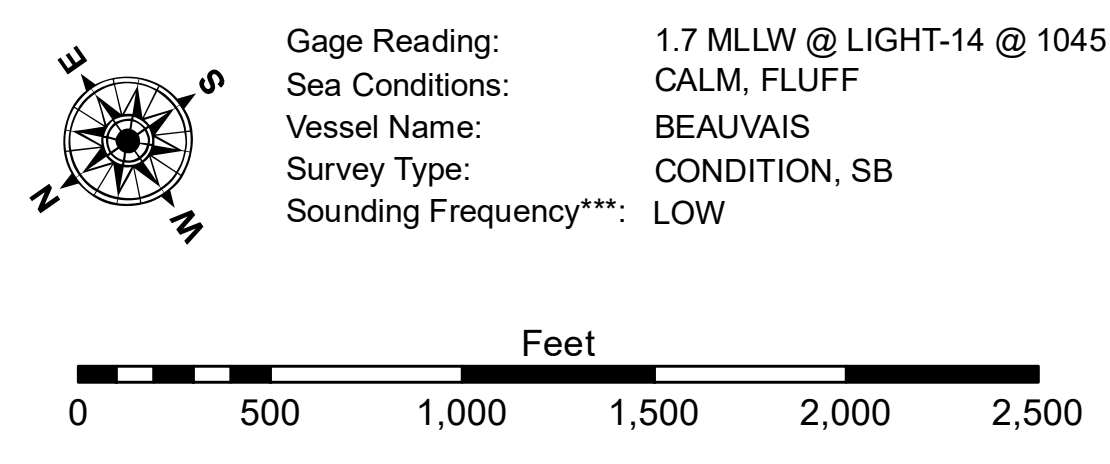 E
S
N
W
Gage Reading: 1.7 MLLW @ LIGHT-14 @ 1045
Sea Conditions: CALM, FLUFF
Vessel Name: BEAUVAIS
Survey Type: CONDITION, SB
Sounding Frequency***: LOW
Feet
0 500 1,000 1,500 2,000 2,500